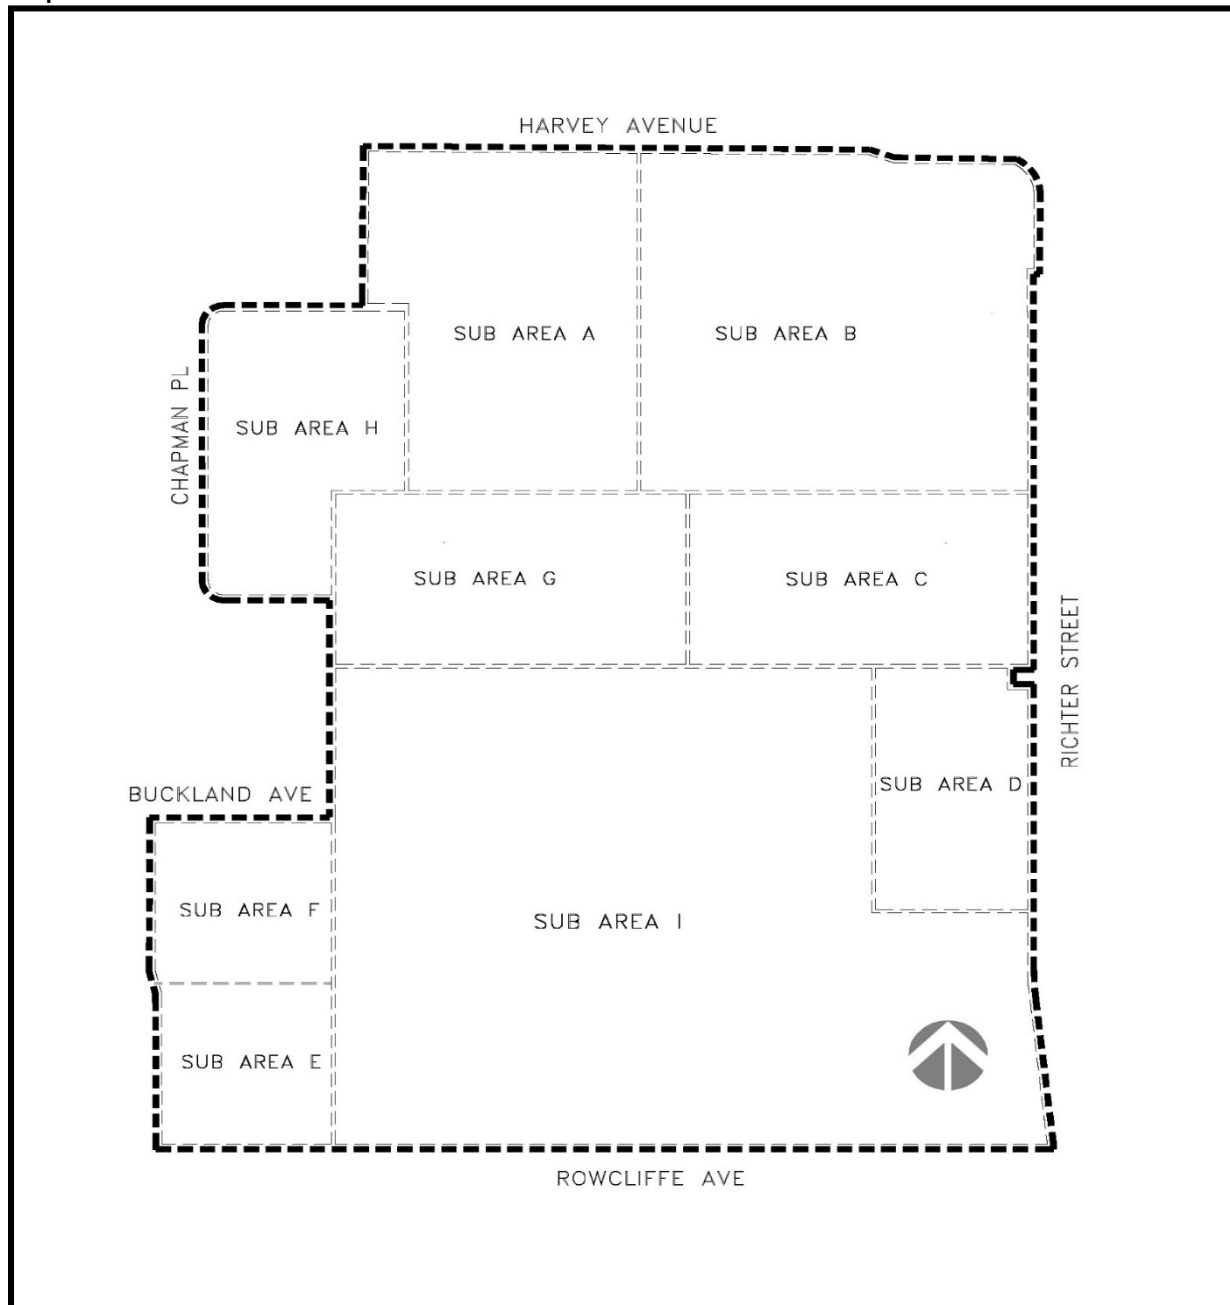 HARVEY AVENUE
SUB AREA A
SUB AREA B
CHAPMAN PL
SUB AREA H
SUB AREA G
SUB AREA C
RICHTER STREET
BUCKLAND AVE
SUB AREA D
SUB AREA F
SUB AREA I
SUB AREA E
ROWCLIFFE AVE